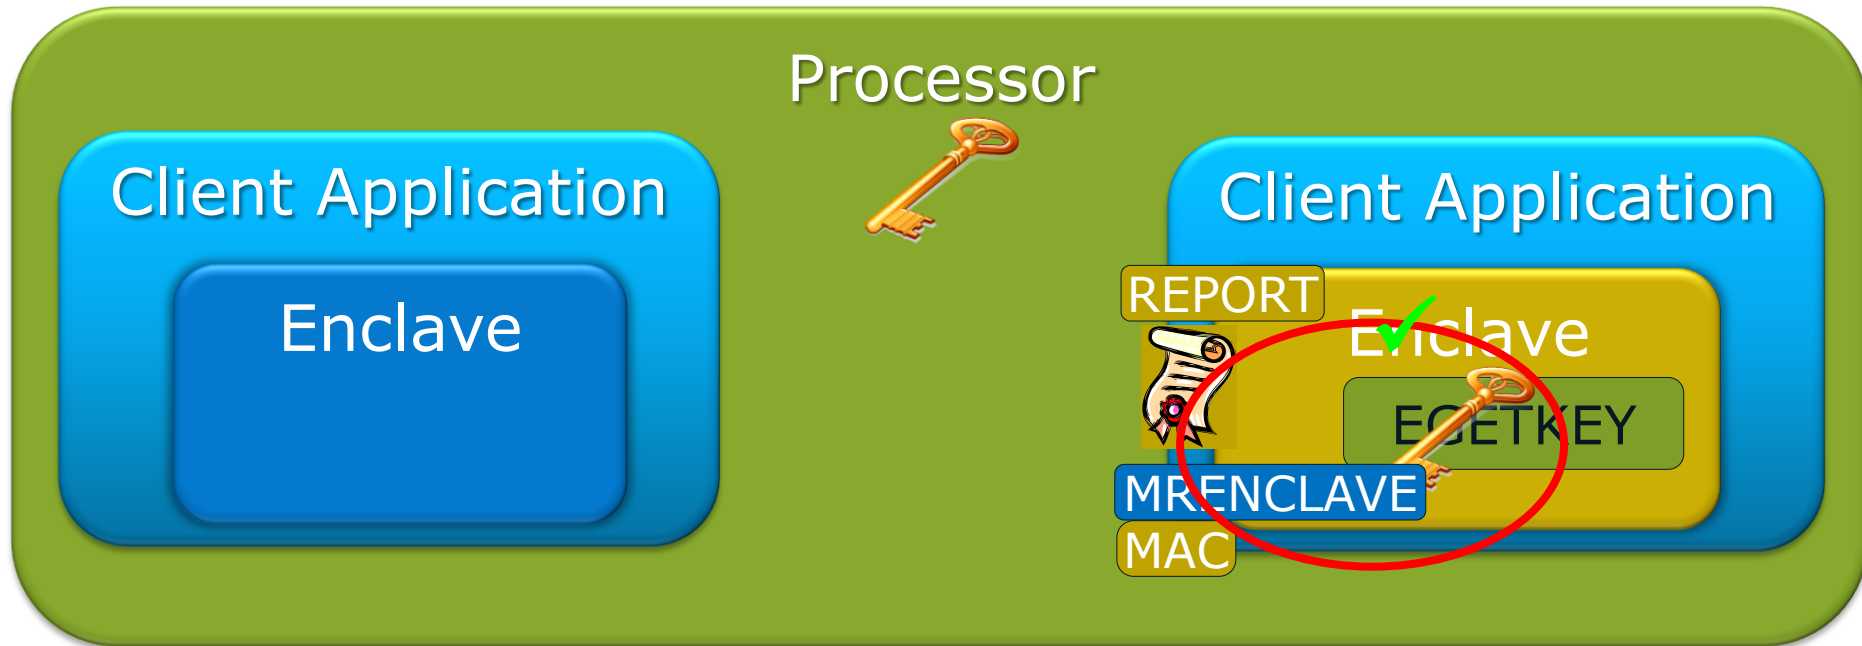 Processor
Client Application
Enclave
Client Application
REPORT
Enclave
EGETKEY
MRENCLAVE
MAC